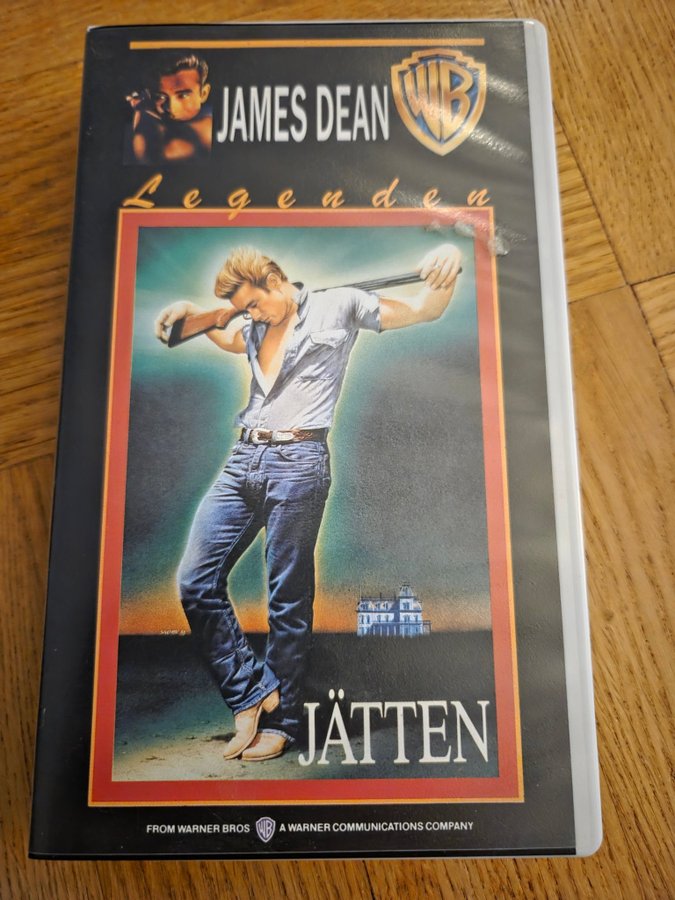 JAMES DEAN
WB
Legenden
JÄTTEN
FROM WARNER BROS WB A WARNER COMMUNICATIONS COMPANY